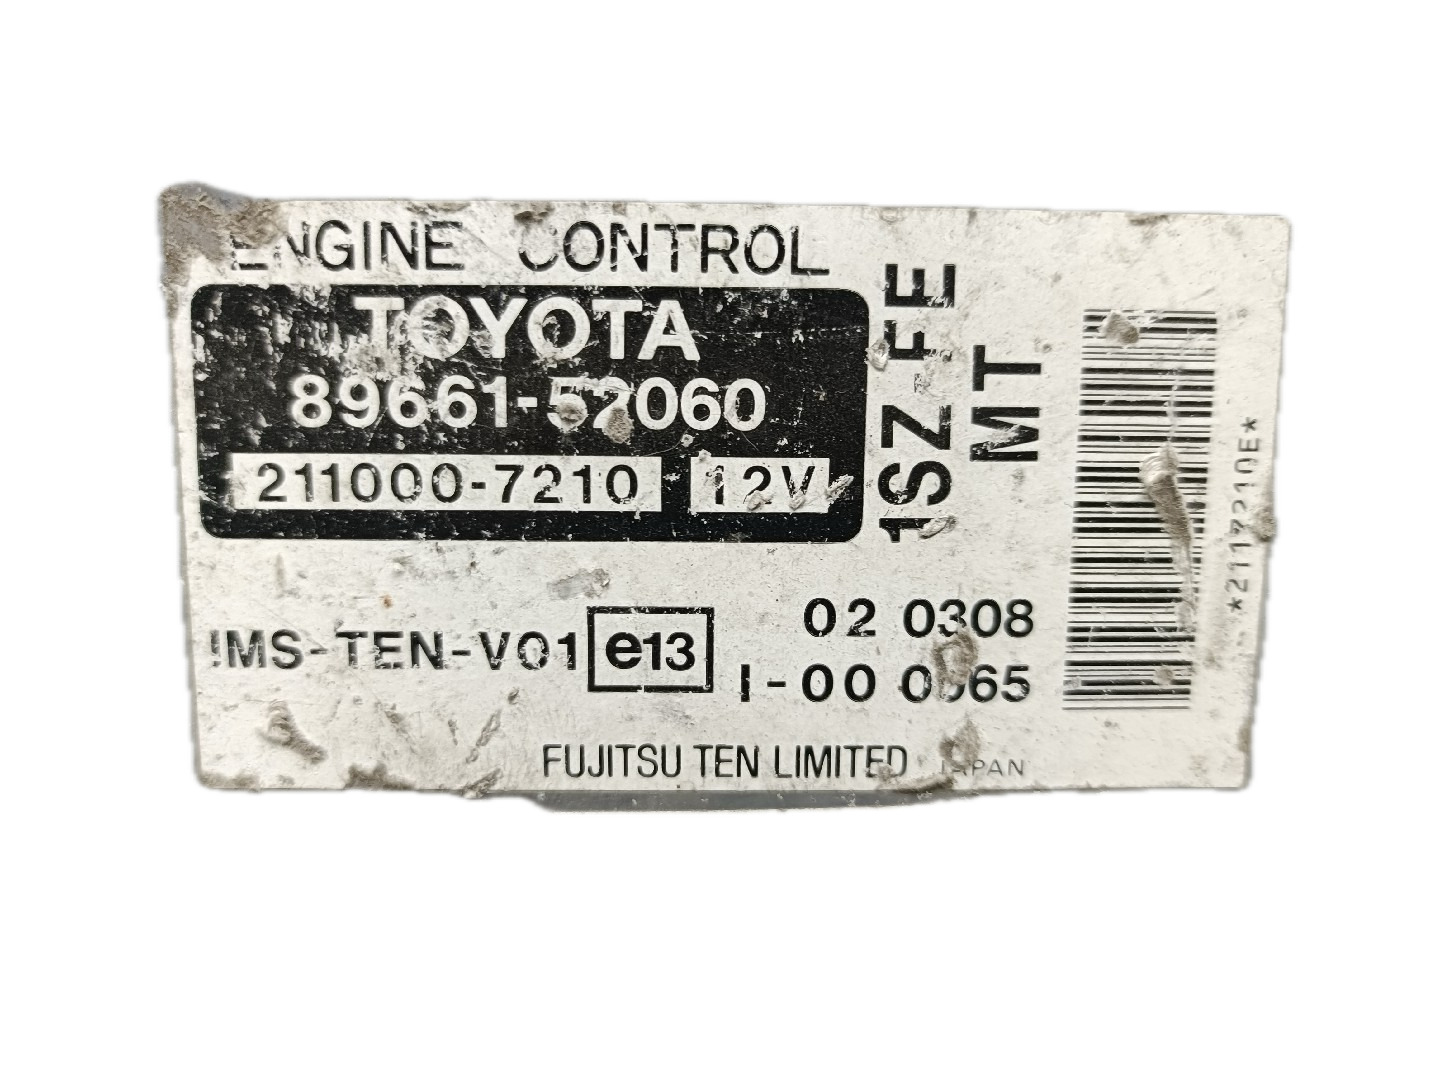 ENGINE CONTROL
TOYOTA
89661-52060
211000-7210 12V
1SZ-FE
MT
IMS-TEN-V01 e13
02 0308
I-00
FUJITSU TEN LIMITED JAPAN
*2117210E*